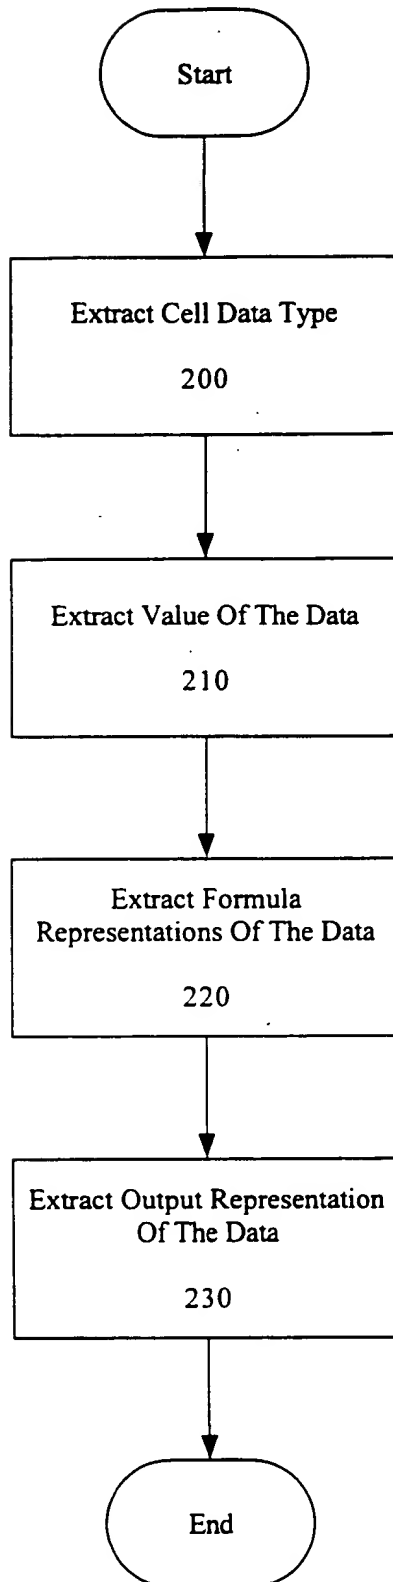 Start
Extract Cell Data Type
200
Extract Value Of The Data
210
Extract Formula
Representations Of The Data
220
Extract Output Representation
Of The Data
230
End